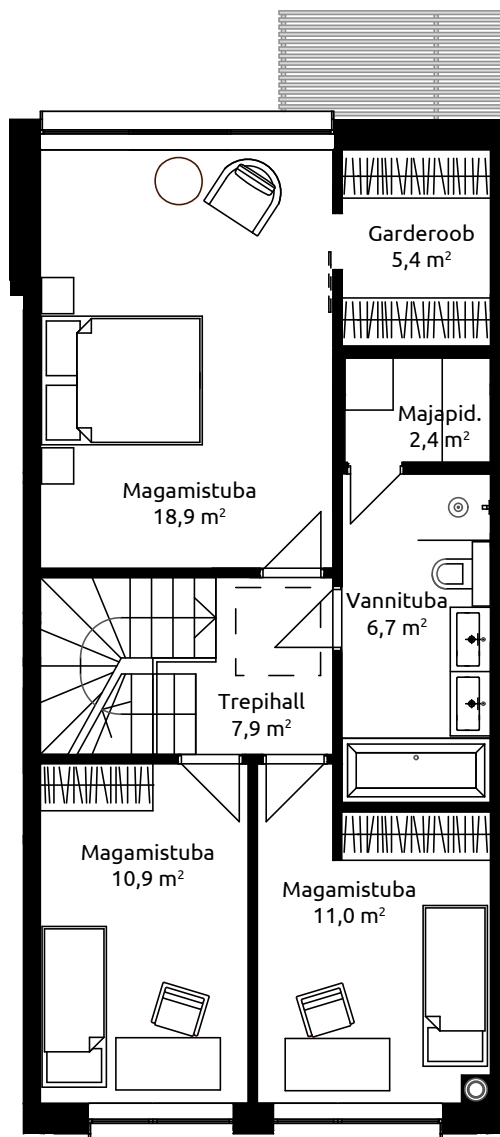 Garderoob
5,4 m²
Majapid.
2,4 m²
Magamistuba
18,9 m²
Vannituba
6,7 m²
Trepihall
7,9 m²
Magamistuba
10,9 m²
Magamistuba
11,0 m²